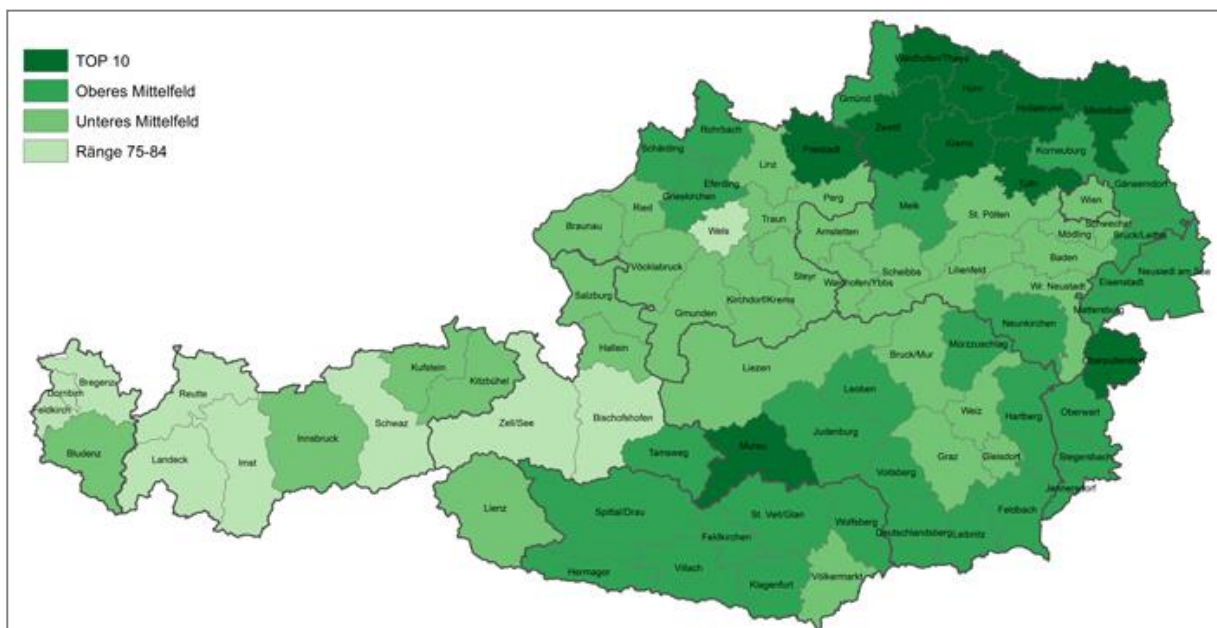 TOP 10
Oberes Mittelfeld
Unteres Mittelfeld
Ränge 75-84
Waidhofen/Thaya
Horn
Hollabrunn
Mistelbach
Gmünd
Zwettl
Krems
Korneuburg
Tulln
Gänserndorf
Rohrbach
Schärding
Freistadt
Linz
Eferding
Grieskirchen
Perg
Melk
St. Pölten
Wien
Schwechat
Ried
Traun
Wels
Amstetten
Mödling
Bruck/Leitha
Braunau
Baden
Neusiedl am See
Vöcklabruck
Steyr
Scheibbs
Lilienfeld
Eisenstadt
Waidhofen/Ybbs
Wr. Neustadt
Salzburg
Kirchdorf/Krems
Gmunden
Mattersburg
Neunkirchen
Hallein
Mürzzuschlag
Bruck/Mur
Oberpullendorf
Kufstein
Liezen
Kitzbühel
Bregenz
Dornbirn
Reutte
Feldkirch
Leoben
Weiz
Hartberg
Oberwart
Schwaz
Zell/See
Bischofshofen
Innsbruck
Judenburg
Murau
Tamsweg
Bludenz
Landeck
Imst
Graz
Gleisdorf
Voitsberg
Jennersdorf
Lienz
Spittal/Drau
St. Veit/Glan
Wolfsberg
Feldbach
Deutschlandsberg
Leibnitz
Feldkirchen
Hermagor
Villach
Klagenfurt
Völkermarkt